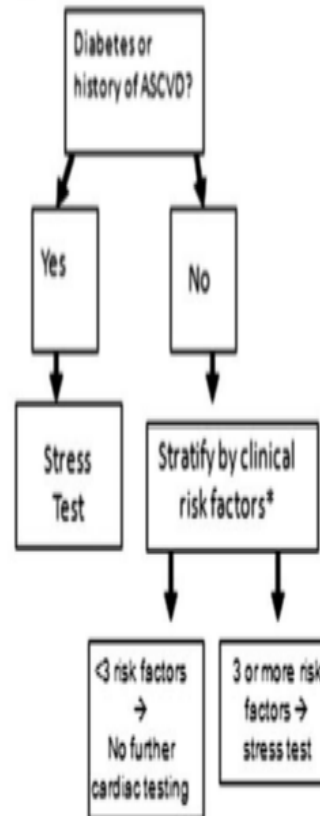 Diabetes or
history of ASCVD?
Yes
No
Stress
Test
Stratify by clinical
risk factors*
<3 risk factors
→
No further
cardiac testing
3 or more risk
factors →
stress test